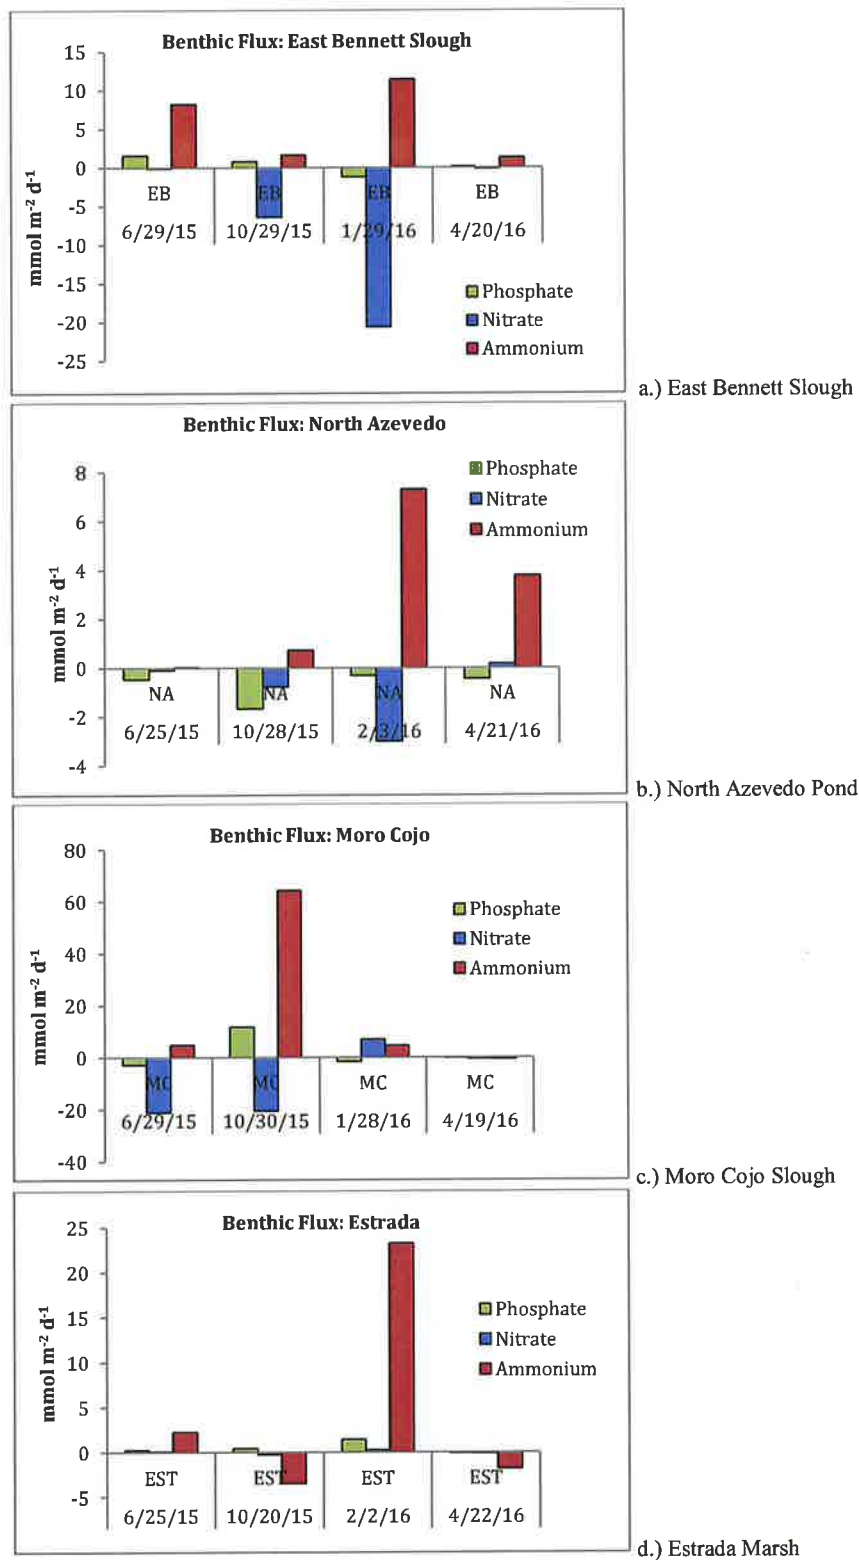 Benthic Flux: East Bennett Slough
15
10
5
0
-5
-10
-15
-20
-25
mmol m-2 d-1
EB EB EB EB
6/29/15 10/29/15 1/29/16 4/20/16
Phosphate
Nitrate
Ammonium
a.) East Bennett Slough
Benthic Flux: North Azevedo
8
6
4
2
0
-2
-4
mmol m-2 d-1
Phosphate
Nitrate
Ammonium
NA NA NA NA
6/25/15 10/28/15 2/3/16 4/21/16
b.) North Azevedo Pond
Benthic Flux: Moro Cojo
80
60
40
20
0
-20
-40
mmol m-2 d-1
Phosphate
Nitrate
Ammonium
MC MC MC MC
6/29/15 10/30/15 1/28/16 4/19/16
c.) Moro Cojo Slough
Benthic Flux: Estrada
25
20
15
10
5
0
-5
mmol m-2 d-1
Phosphate
Nitrate
Ammonium
EST EST EST EST
6/25/15 10/20/15 2/2/16 4/22/16
d.) Estrada Marsh